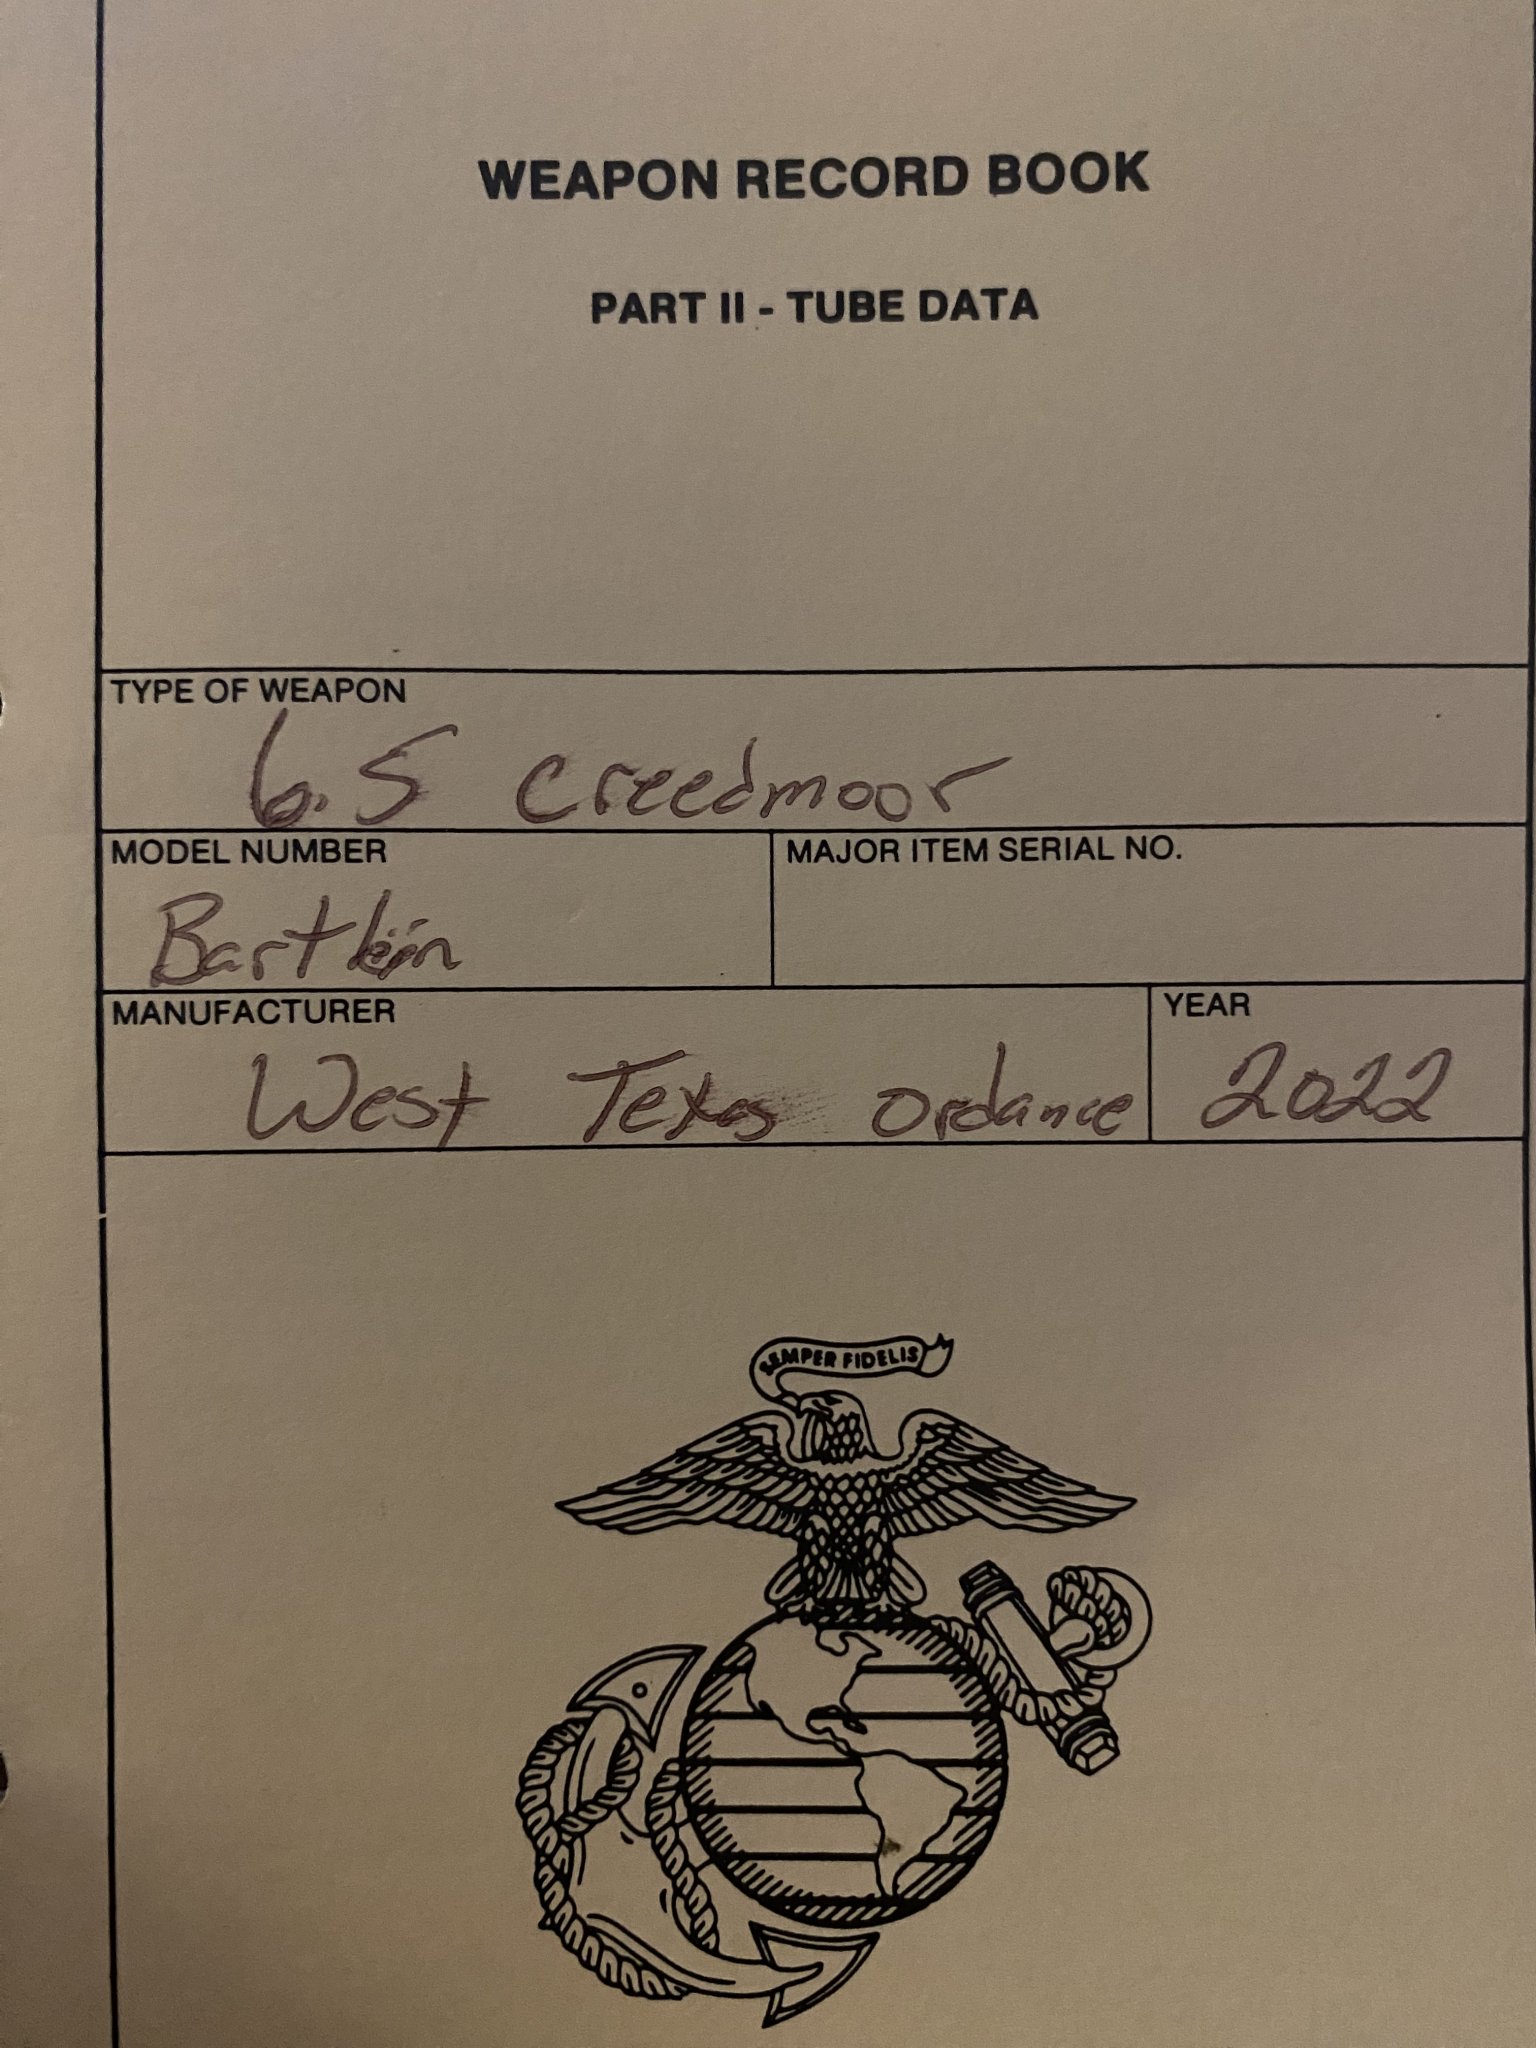 WEAPON RECORD BOOK
PART II - TUBE DATA
TYPE OF WEAPON
6.5 Creedmoor
MODEL NUMBER
Bartlein
MAJOR ITEM SERIAL NO.
MANUFACTURER
West Texas Ordance
YEAR
2022
SEMPER FIDELIS